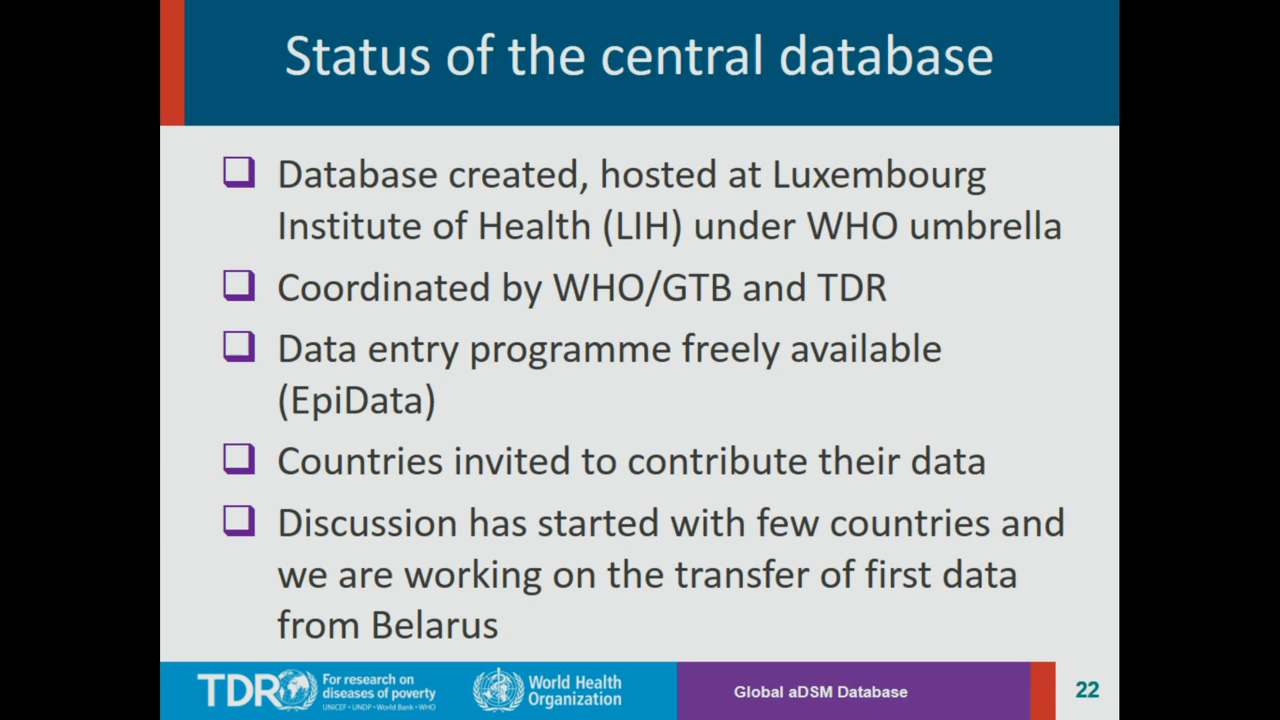 Status of the central database
Database created, hosted at Luxembourg
Institute of Health (LIH) under WHO umbrella
Coordinated by WHO/GTB and TDR
Data entry programme freely available
(EpiData)
Countries invited to contribute their data
Discussion has started with few countries and
we are working on the transfer of first data
from Belarus
TDR
For research on
diseases of poverty
UNICEF • UNDP • World Bank • WHO
World Health
Organization
Global aDSM Database
22